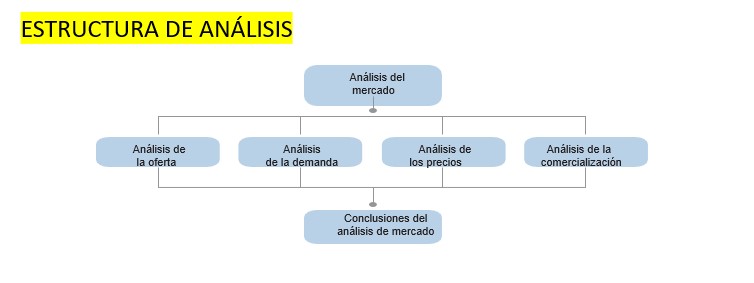 ESTRUCTURA DE ANÁLISIS
Análisis del
mercado
Análisis de
la oferta
Análisis
de la demanda
Análisis de
los precios
Análisis de la
comercialización
Conclusiones del
análisis de mercado